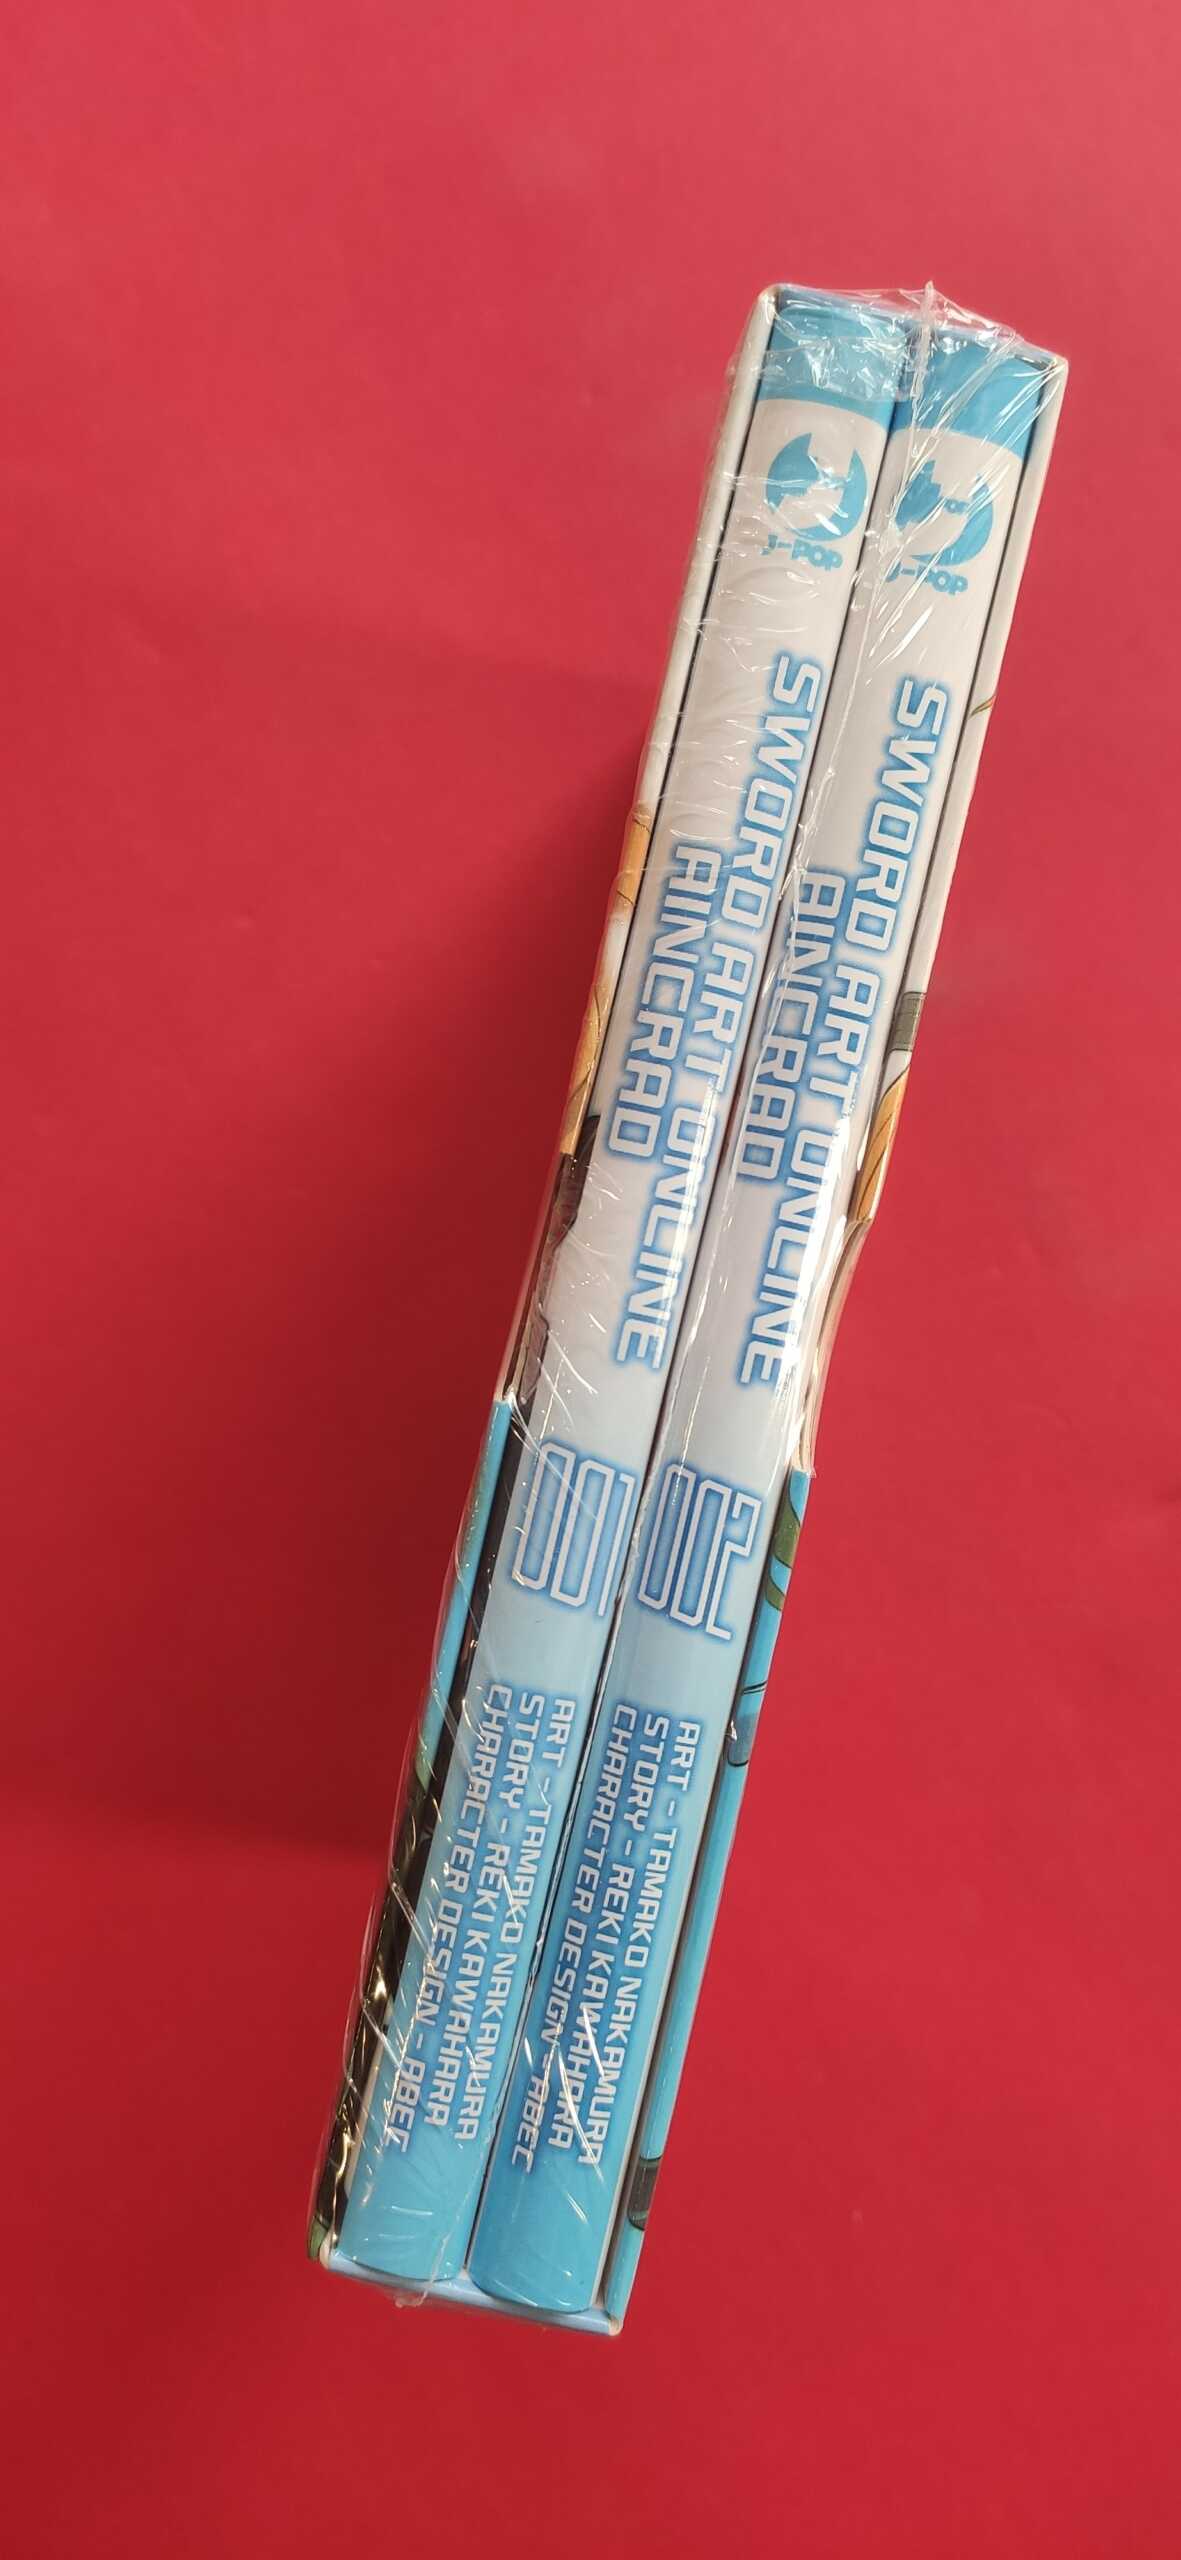 J-POP
SWORD ART ONLINE
AINCRAD
001
ART - TAMAKO NAKAMURA
STORY - REKI KAWAHARA
CHARACTER DESIGN - ABEC
J-POP
SWORD ART ONLINE
AINCRAD
002
ART - TAMAKO NAKAMURA
STORY - REKI KAWAHARA
CHARACTER DESIGN - ABEC